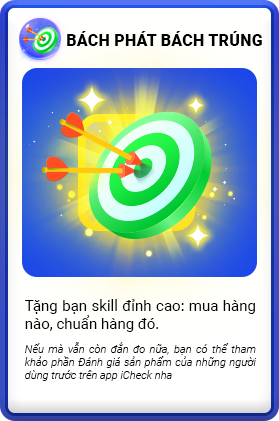 BÁCH PHÁT BÁCH TRÚNG
Tặng bạn skill đỉnh cao: mua hàng
nào, chuẩn hàng đó.
Nếu mà vẫn còn đắn đo nữa, bạn có thể tham
khảo phần Đánh giá sản phẩm của những người
dùng trước trên app iCheck nha